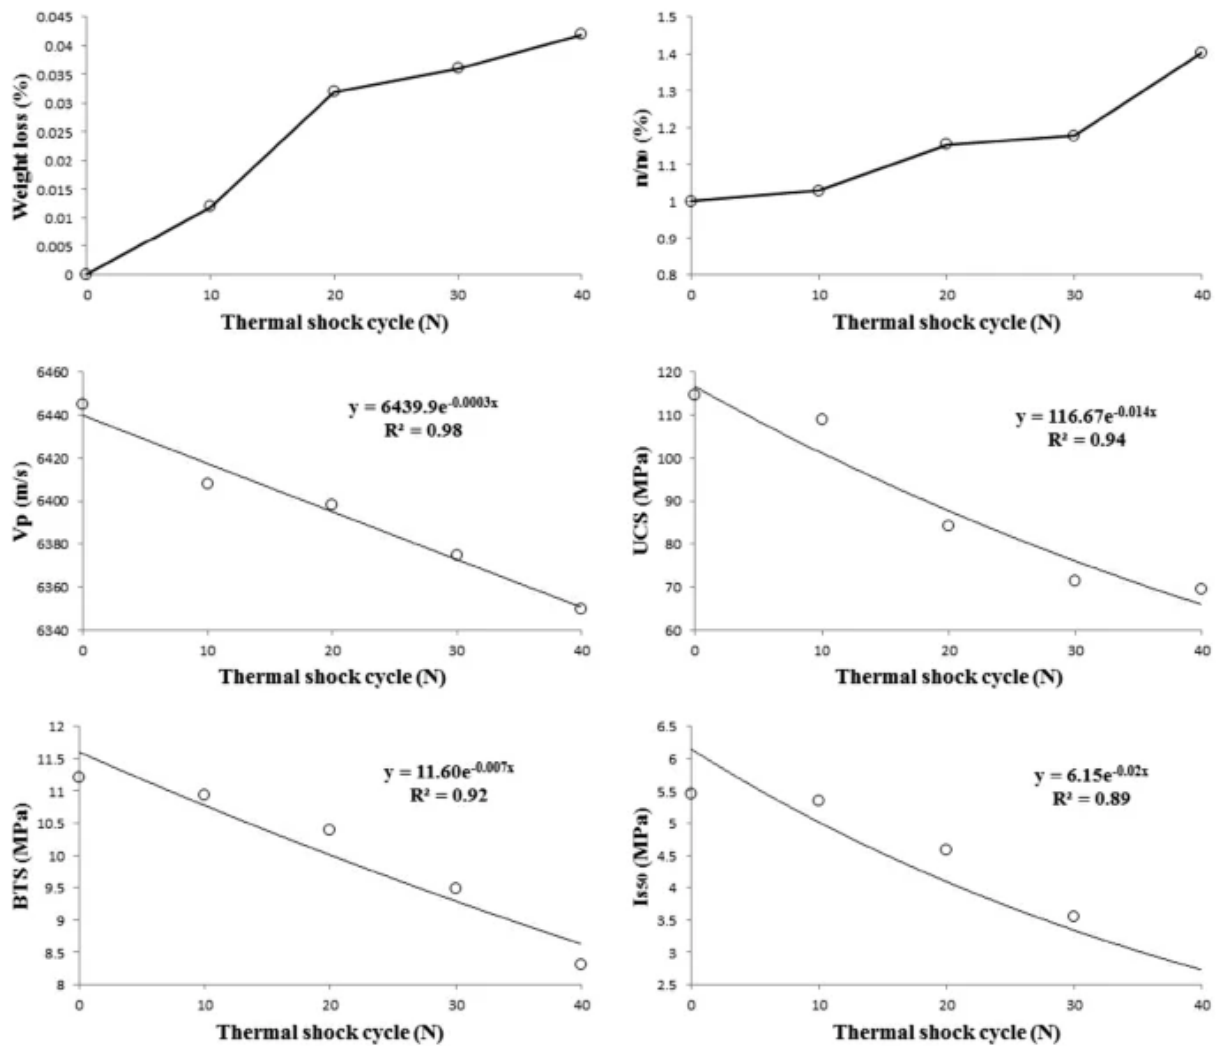 0.045
0.04
0.035
0.03
0.025
0.02
0.015
0.01
0.005
0
Weight loss (%)
0 10 20 30 40
Thermal shock cycle (N)
1.5
1.4
1.3
1.2
1.1
1
0.9
0.8
n/n0 (%)
0 10 20 30 40
Thermal shock cycle (N)
6460
6440
6420
6400
6380
6360
6340
Vp (m/s)
y = 6439.9e-0.0003x
R² = 0.98
0 10 20 30 40
Thermal shock cycle (N)
120
110
100
90
80
70
60
UCS (MPa)
y = 116.67e-0.014x
R² = 0.94
0 10 20 30 40
Thermal shock cycle (N)
12
11.5
11
10.5
10
9.5
9
8.5
8
BTS (MPa)
y = 11.60e-0.007x
R² = 0.92
0 10 20 30 40
Thermal shock cycle (N)
6.5
6
5.5
5
4.5
4
3.5
3
2.5
Is50 (MPa)
y = 6.15e-0.02x
R² = 0.89
0 10 20 30 40
Thermal shock cycle (N)